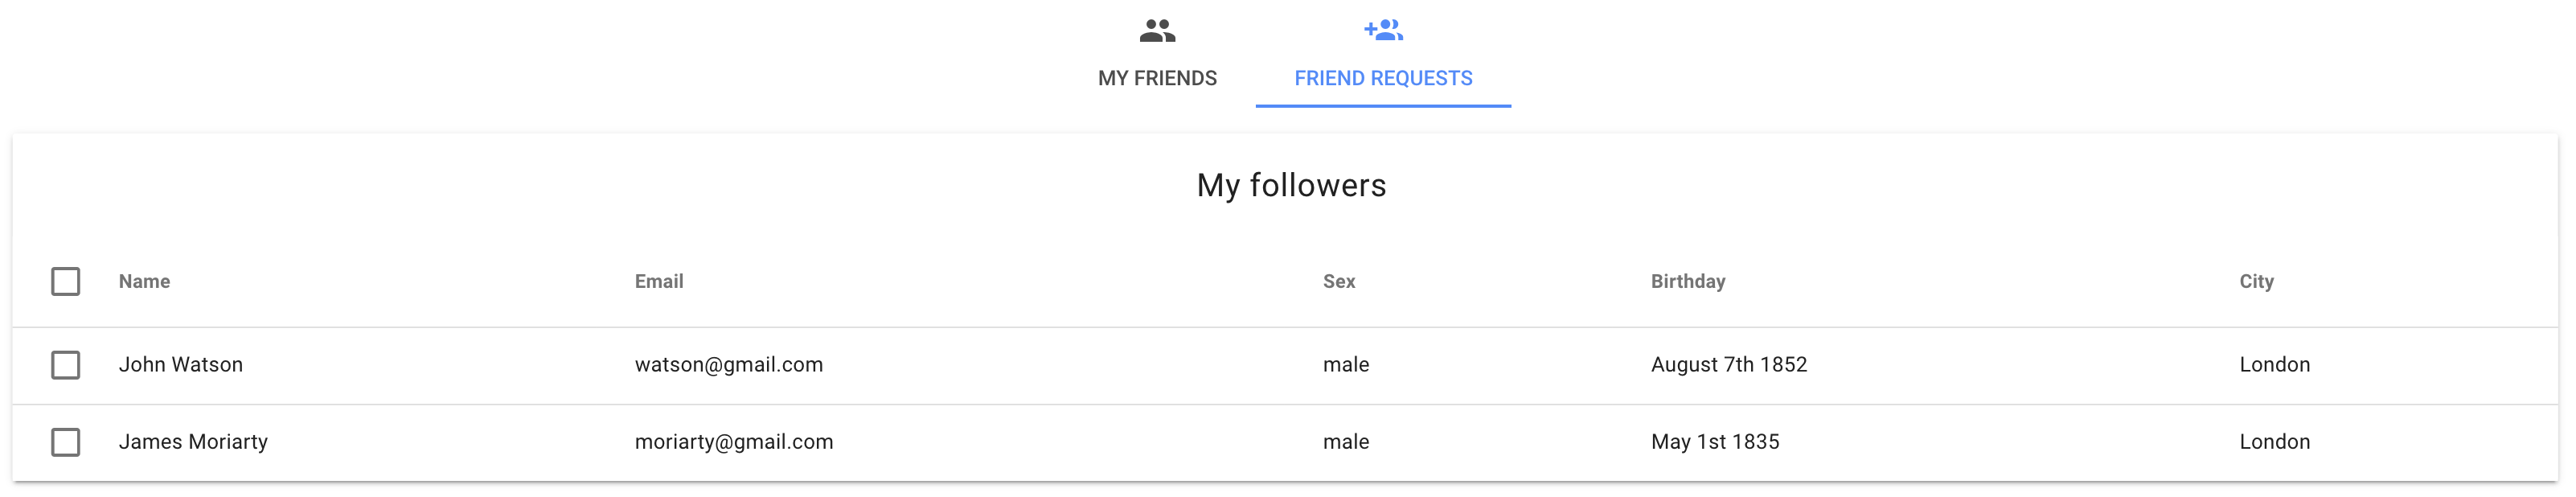 MY FRIENDS FRIEND REQUESTS
My followers
Name Email Sex Birthday City
John Watson watson@gmail.com male August 7th 1852 London
James Moriarty moriarty@gmail.com male May 1st 1835 London